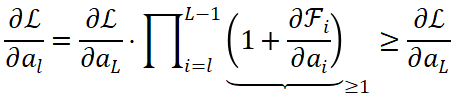 ∂ℒ/∂a_l = ∂ℒ/∂a_L · ∏_{i=l}^{L-1} (1 + ∂ℱ_i/∂a_i)_{≥1} ≥ ∂ℒ/∂a_L